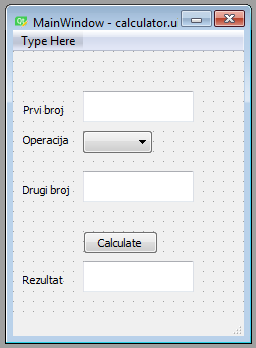 MainWindow - calculator.u
Type Here
Prvi broj
Operacija
Drugi broj
Calculate
Rezultat